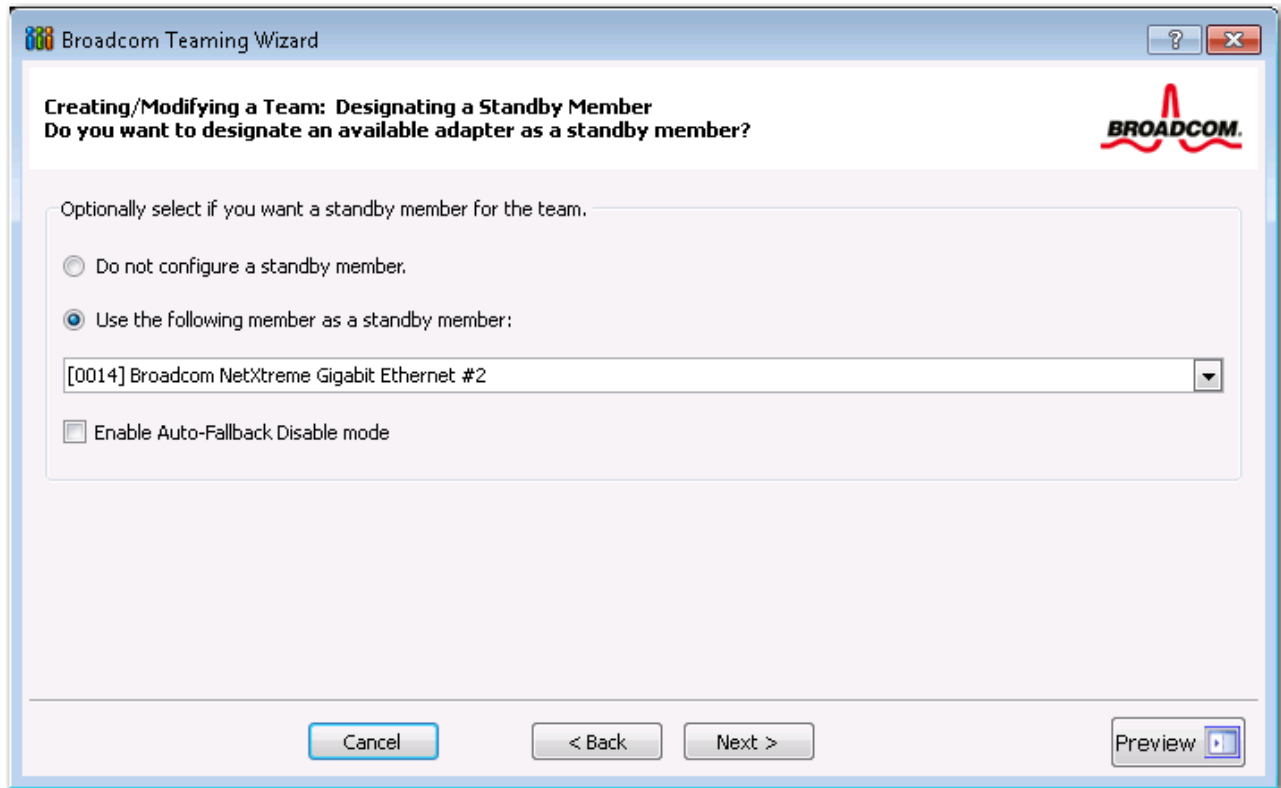 Broadcom Teaming Wizard
Creating/Modifying a Team: Designating a Standby Member
Do you want to designate an available adapter as a standby member?
BROADCOM.
Optionally select if you want a standby member for the team.
Do not configure a standby member.
Use the following member as a standby member:
[0014] Broadcom NetXtreme Gigabit Ethernet #2
Enable Auto-Fallback Disable mode
Cancel
< Back
Next >
Preview